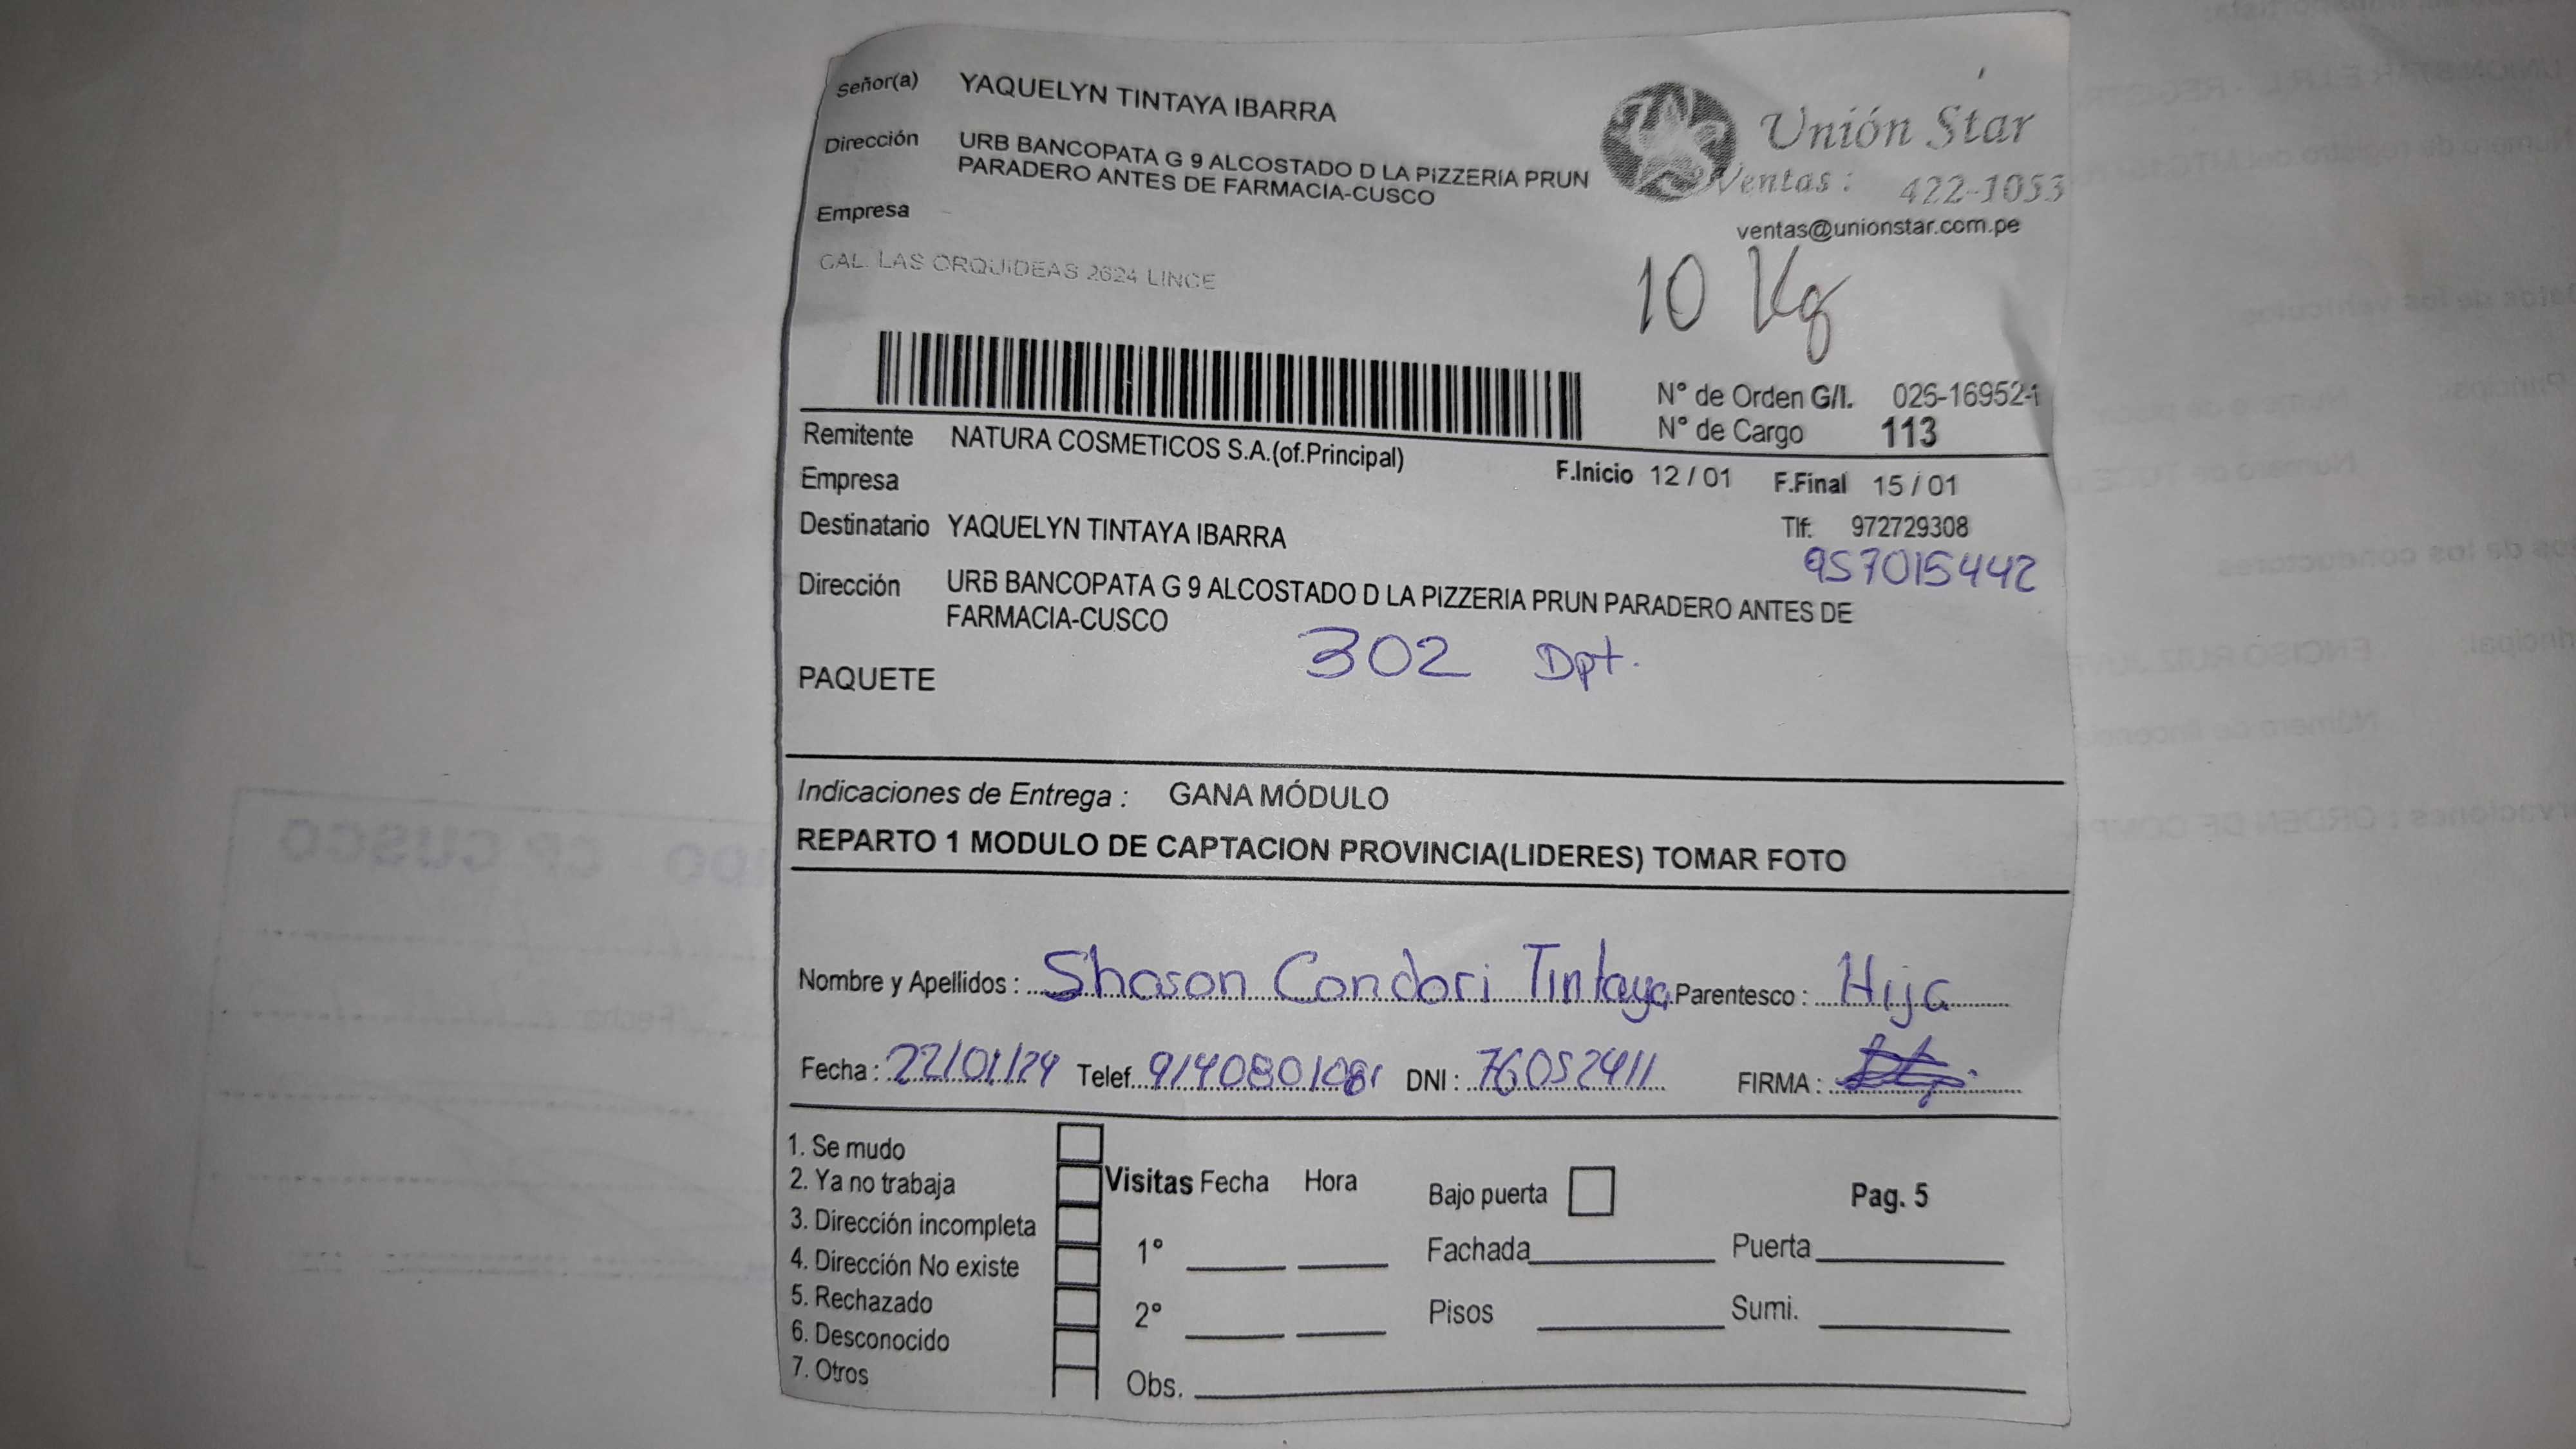 Señor(a) YAQUELYN TINTAYA IBARRA
Dirección URB BANCOPATA G 9 ALCOSTADO D LA PIZZERIA PRUN
PARADERO ANTES DE FARMACIA-CUSCO
Empresa
CAL. LAS ORQUIDEAS 2624 LINCE
Unión Star
Ventas : 422-1053
ventas@unionstar.com.pe
10 Kg
N° de Orden G/I. 026-169524
N° de Cargo 113
Remitente NATURA COSMETICOS S.A.(of.Principal)
F.Inicio 12 / 01 F.Final 15 / 01
Empresa
Destinatario YAQUELYN TINTAYA IBARRA
Tlf: 972729308
957015442
Dirección URB BANCOPATA G 9 ALCOSTADO D LA PIZZERIA PRUN PARADERO ANTES DE
FARMACIA-CUSCO
302 Dpt.
PAQUETE
Indicaciones de Entrega : GANA MÓDULO
REPARTO 1 MODULO DE CAPTACION PROVINCIA(LIDERES) TOMAR FOTO
Nombre y Apellidos : Shason Condori Tintaya Parentesco : Hija
Fecha : 22/01/24 Telef. DNI : 76052411 FIRMA :
1. Se mudo
2. Ya no trabaja
3. Dirección incompleta
4. Dirección No existe
5. Rechazado
6. Desconocido
7. Otros
Visitas Fecha Hora
1°
2°
Obs.
Bajo puerta
Pag. 5
Fachada Puerta
Pisos Sumi.